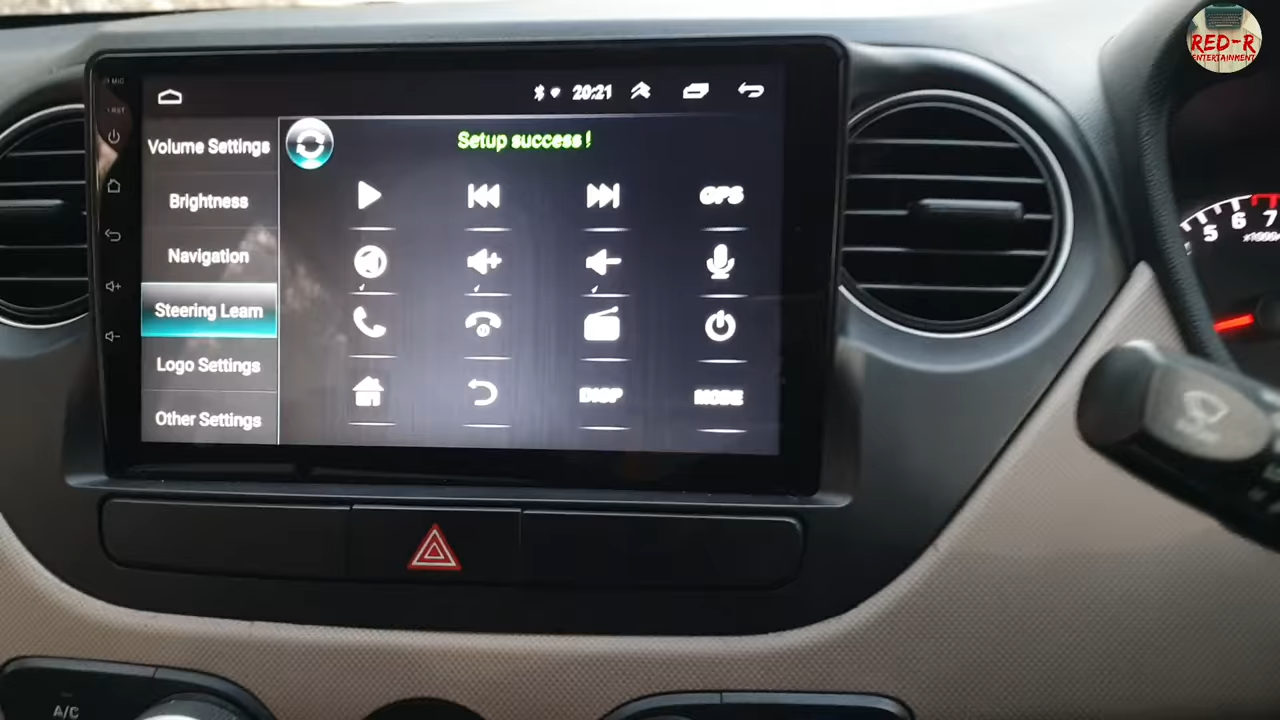 RED-R
ENTERTAINMENT
MIC
RST
20:21
Volume Settings
Setup success !
Brightness
GPS
Navigation
Steering Learn
Logo Settings
Other Settings
DISP
MODE
5 6 7
A/C